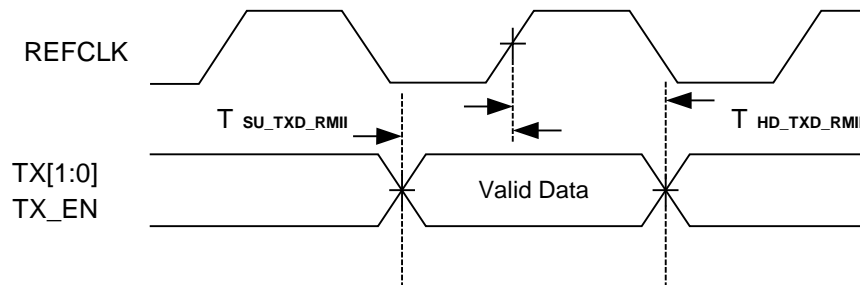 REFCLK
T SU_TXD_RMII
T HD_TXD_RMII
TX[1:0]
TX_EN
Valid Data